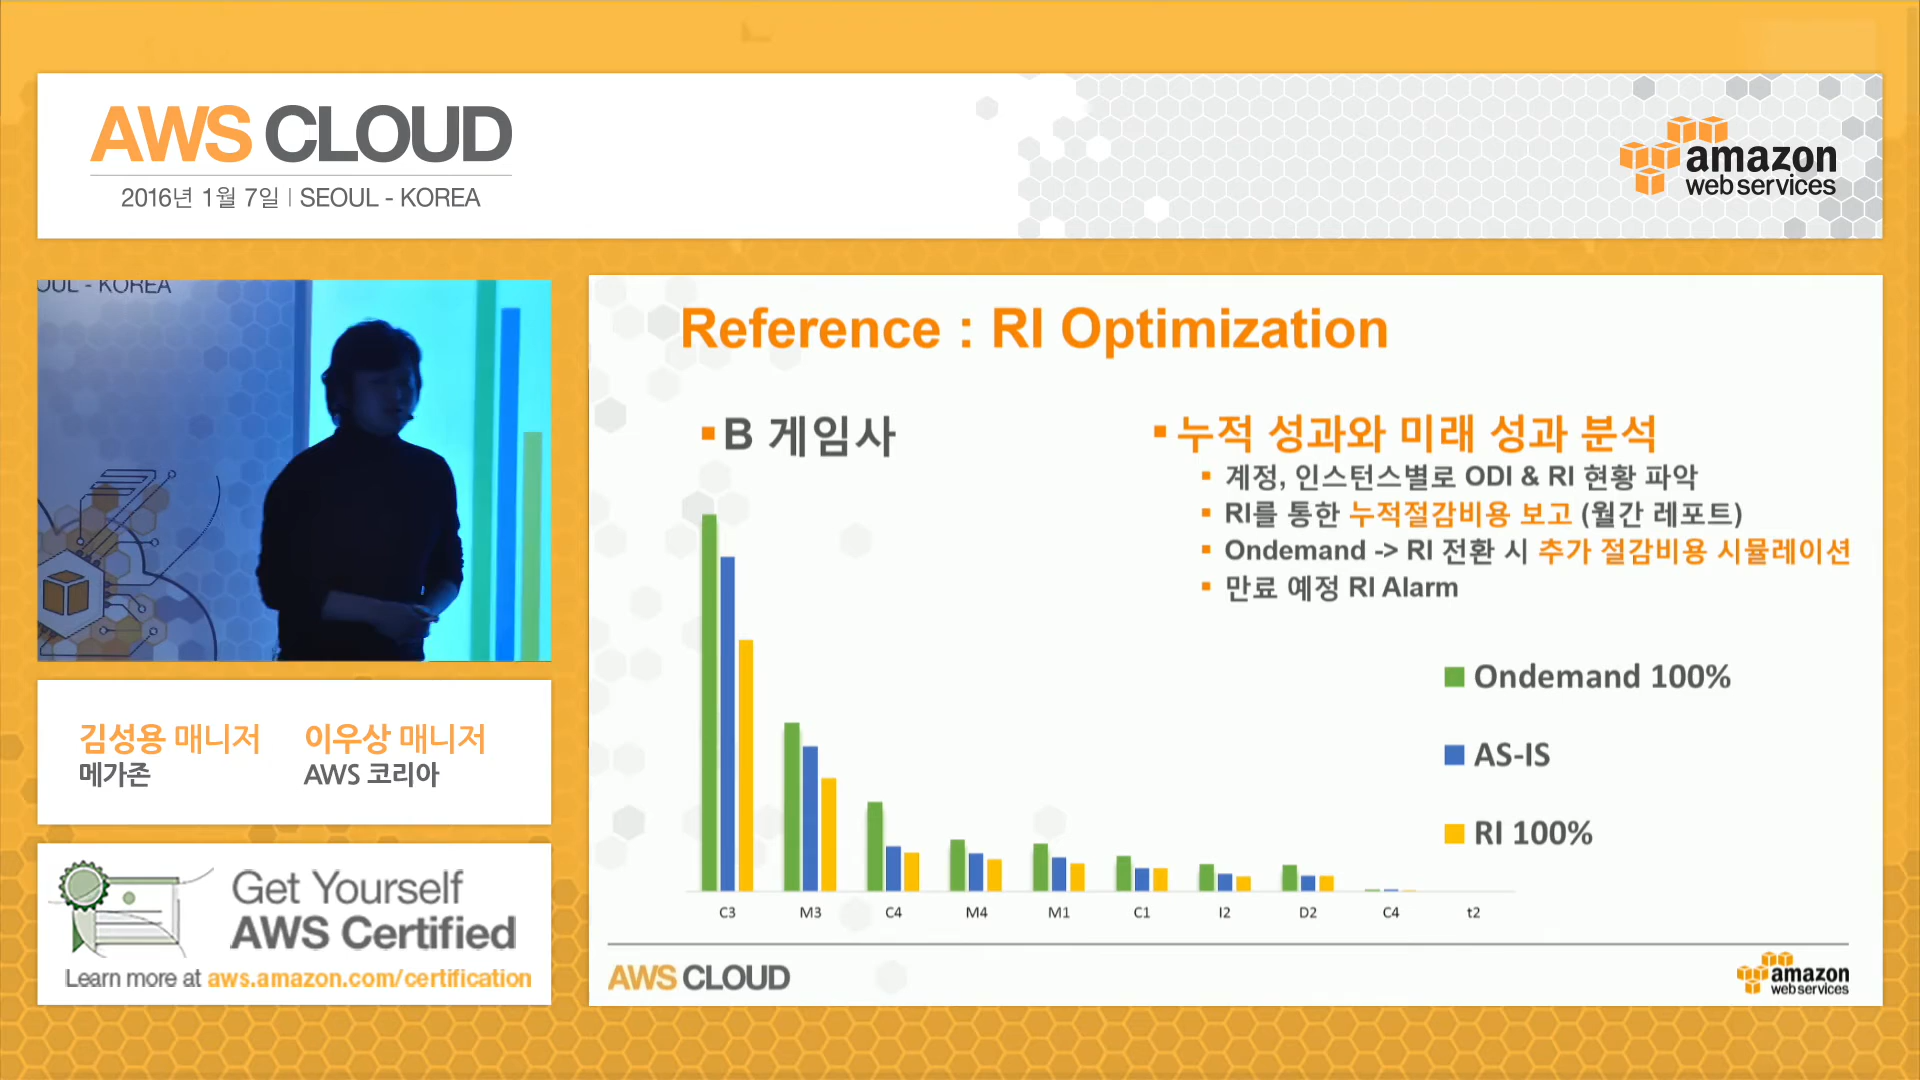 AWS CLOUD
2016년 1월 7일 | SEOUL - KOREA
amazon
web services
OUL - KOREA
김성용 매니저
메가존
이우상 매니저
AWS 코리아
Get Yourself
AWS Certified
Learn more at aws.amazon.com/certification
Reference : RI Optimization
B 게임사
누적 성과와 미래 성과 분석
계정, 인스턴스별로 ODI & RI 현황 파악
RI를 통한 누적절감비용 보고 (월간 레포트)
Ondemand -> RI 전환 시 추가 절감비용 시뮬레이션
만료 예정 RI Alarm
Ondemand 100%
AS-IS
RI 100%
C3 M3 C4 M4 M1 C1 I2 D2 C4 t2
AWS CLOUD
amazon
web services